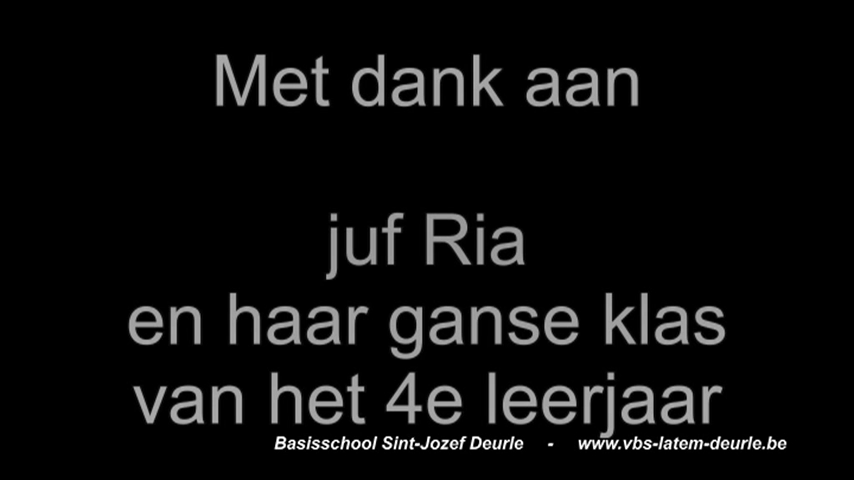 Met dank aan
juf Ria
en haar ganse klas
van het 4e leerjaar
Basisschool Sint-Jozef Deurle - www.vbs-latem-deurle.be